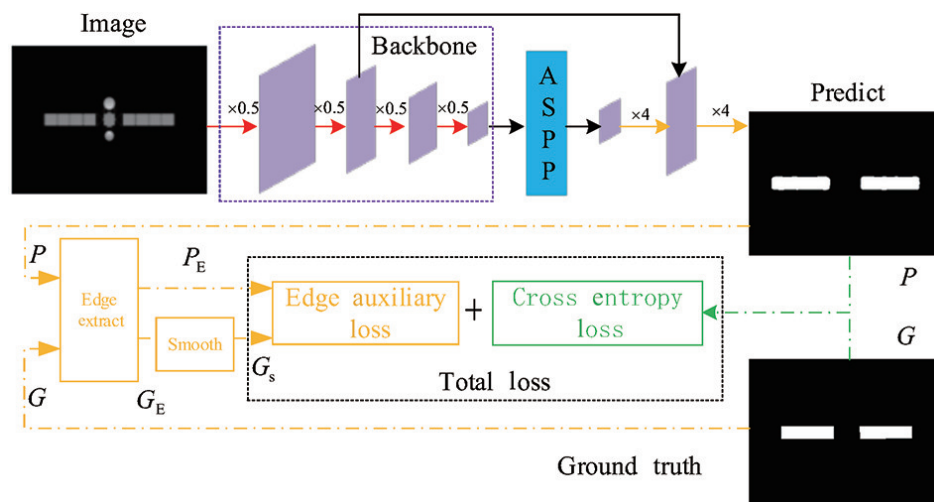 Image
Backbone
×0.5
×0.5
×0.5
×0.5
A
S
P
P
×4
×4
Predict
P
P_E
Edge
extract
Edge auxiliary
loss
+
Cross entropy
loss
P
G
Smooth
G_s
Total loss
G
G_E
Ground truth